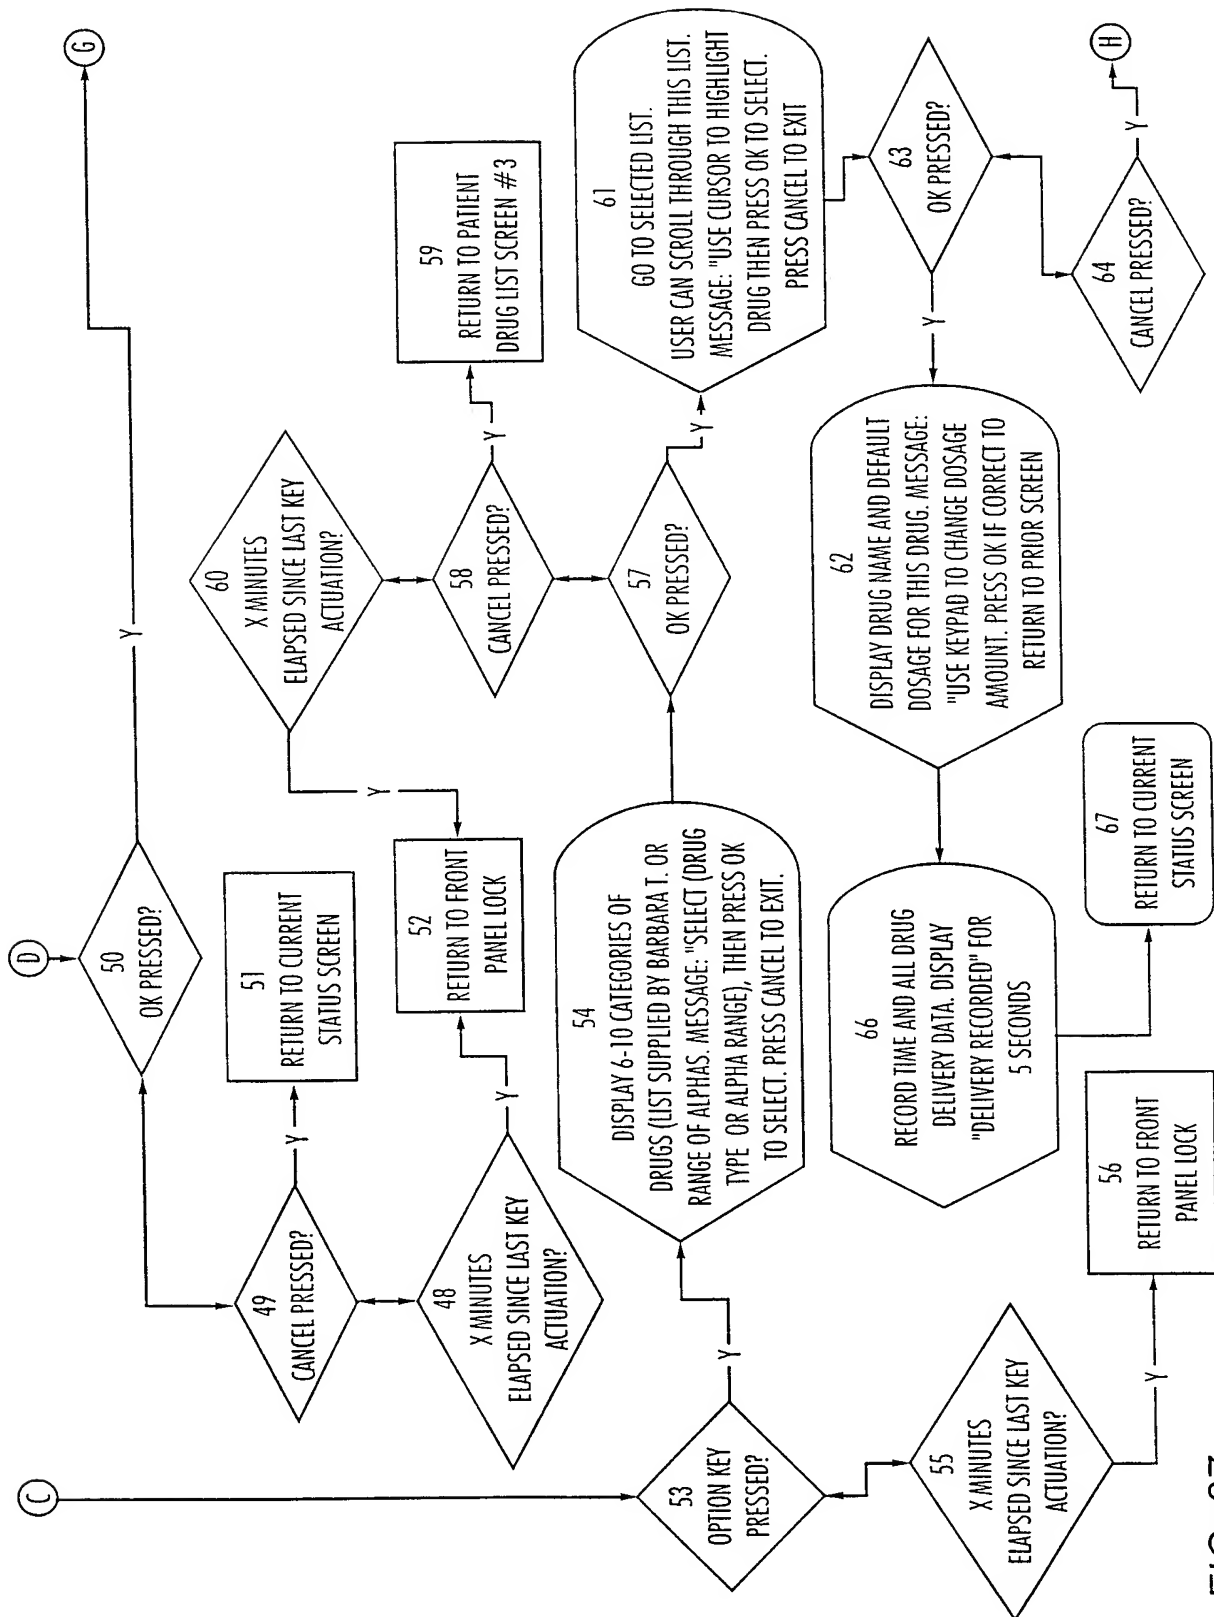 C
D
G
50
OK PRESSED?
Y
49
CANCEL PRESSED?
Y
51
RETURN TO CURRENT
STATUS SCREEN
48
X MINUTES
ELAPSED SINCE LAST KEY
ACTUATION?
Y
52
RETURN TO FRONT
PANEL LOCK
Y
60
X MINUTES
ELAPSED SINCE LAST KEY
ACTUATION?
58
CANCEL PRESSED?
Y
59
RETURN TO PATIENT
DRUG LIST SCREEN #3
53
OPTION KEY
PRESSED?
Y
54
DISPLAY 6-10 CATEGORIES OF
DRUGS (LIST SUPPLIED BY BARBARA T. OR
RANGE OF ALPHAS. MESSAGE: "SELECT (DRUG
TYPE OR ALPHA RANGE), THEN PRESS OK
TO SELECT. PRESS CANCEL TO EXIT.
57
OK PRESSED?
Y
61
GO TO SELECTED LIST.
USER CAN SCROLL THROUGH THIS LIST.
MESSAGE: "USE CURSOR TO HIGHLIGHT
DRUG THEN PRESS OK TO SELECT.
PRESS CANCEL TO EXIT
55
X MINUTES
ELAPSED SINCE LAST KEY
ACTUATION?
Y
56
RETURN TO FRONT
PANEL LOCK
66
RECORD TIME AND ALL DRUG
DELIVERY DATA. DISPLAY
"DELIVERY RECORDED" FOR
5 SECONDS
67
RETURN TO CURRENT
STATUS SCREEN
62
DISPLAY DRUG NAME AND DEFAULT
DOSAGE FOR THIS DRUG. MESSAGE:
"USE KEYPAD TO CHANGE DOSAGE
AMOUNT. PRESS OK IF CORRECT TO
RETURN TO PRIOR SCREEN
Y
63
OK PRESSED?
64
CANCEL PRESSED?
Y
H